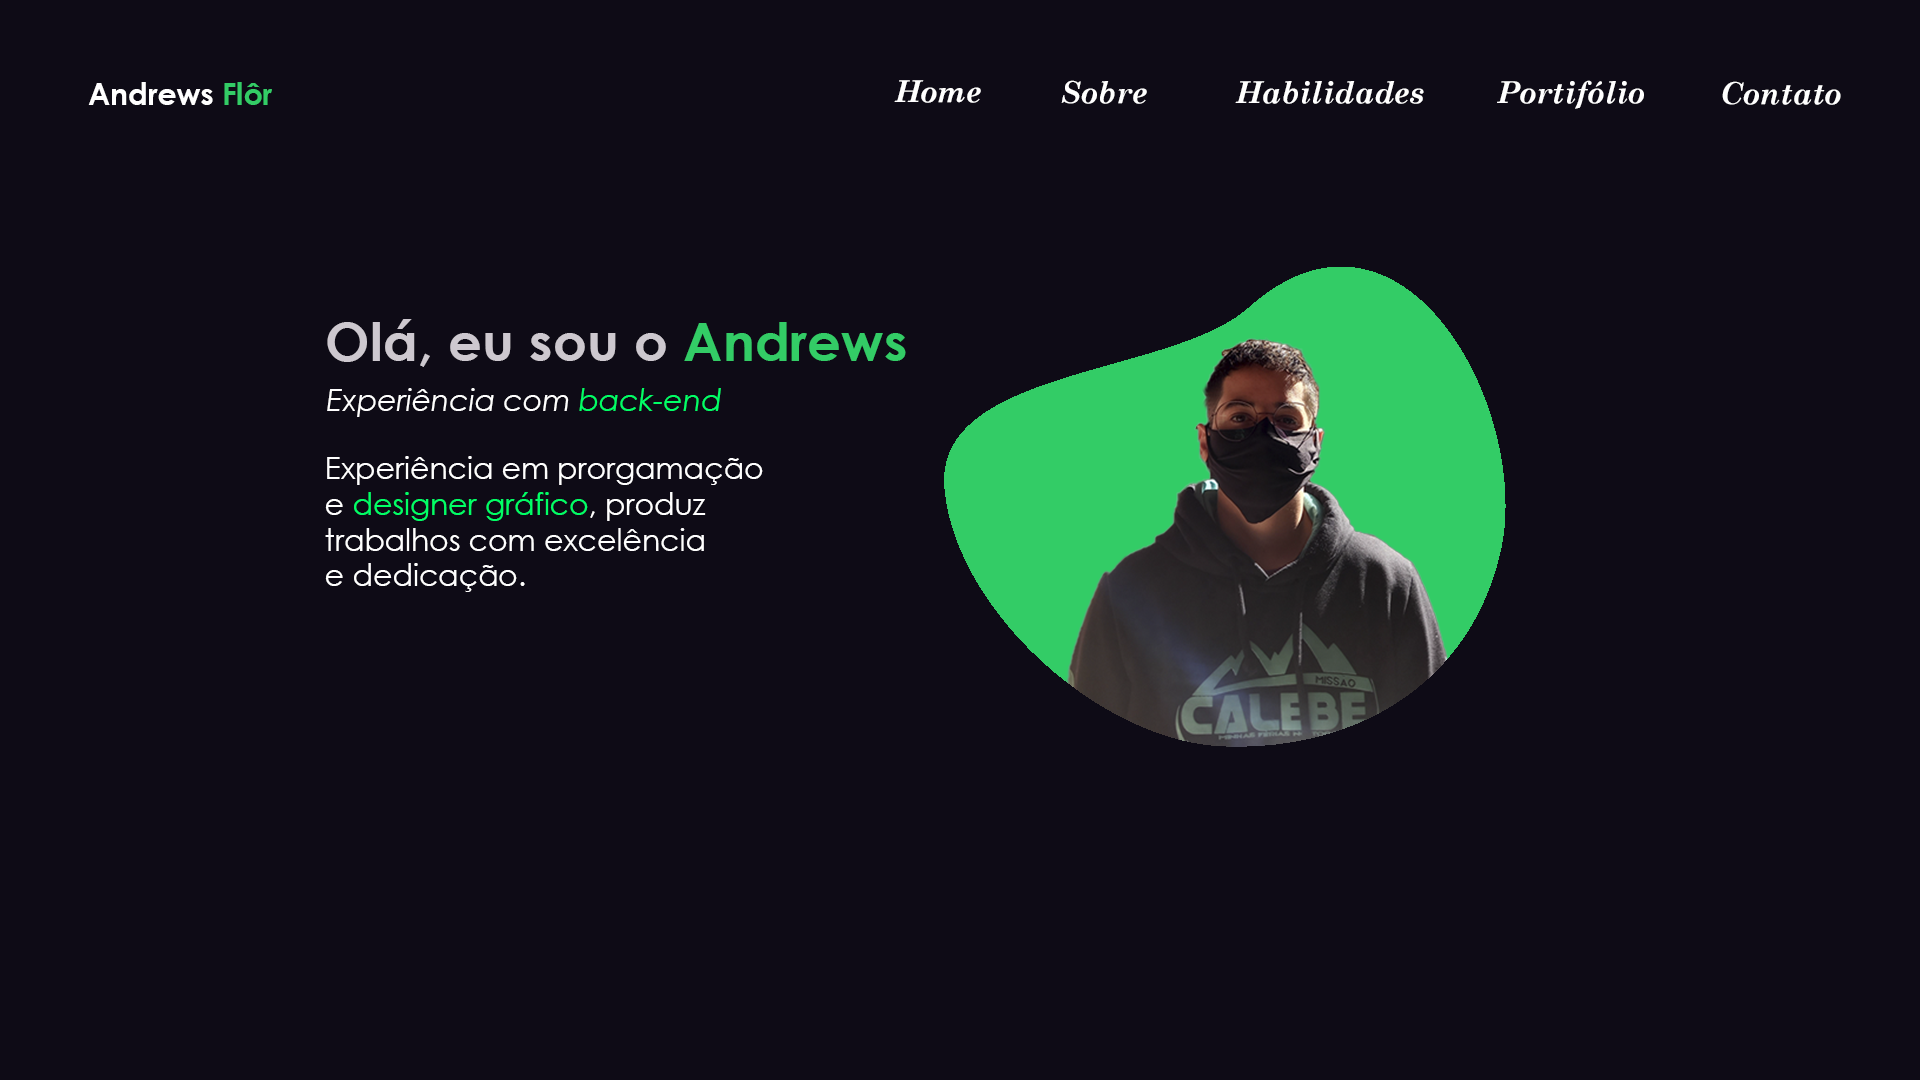 Andrews Flôr
Home Sobre Habilidades Portifólio Contato
Olá, eu sou o Andrews
Experiência com back-end
Experiência em prorgamação
e designer gráfico, produz
trabalhos com excelência
e dedicação.
MISSÃO
CALEBE